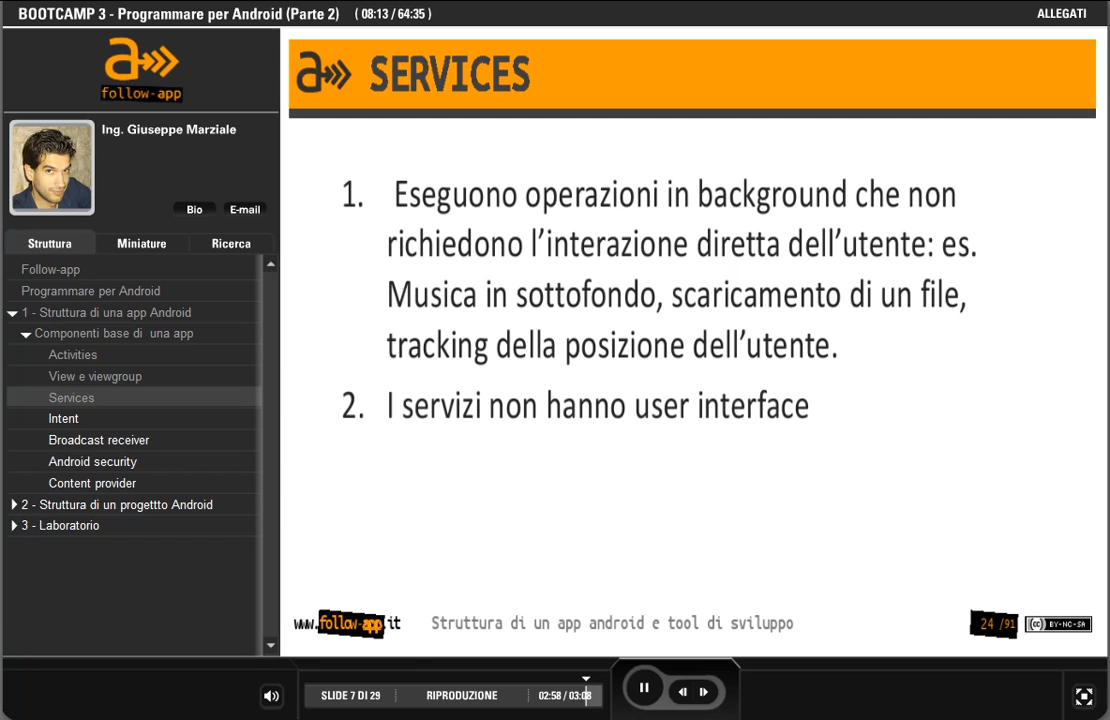 BOOTCAMP 3 - Programmare per Android (Parte 2) ( 08:13 / 64:35 )
ALLEGATI
a
follow-app
Ing. Giuseppe Marziale
Bio
E-mail
Struttura
Miniature
Ricerca
Follow-app
Programmare per Android
1 - Struttura di una app Android
Componenti base di una app
Activities
View e viewgroup
Services
Intent
Broadcast receiver
Android security
Content provider
2 - Struttura di un progettto Android
3 - Laboratorio
a SERVICES
1. Eseguono operazioni in background che non
richiedono l'interazione diretta dell'utente: es.
Musica in sottofondo, scaricamento di un file,
tracking della posizione dell'utente.
2. I servizi non hanno user interface
www.follow-app.it
Struttura di un app android e tool di sviluppo
24 /91
(cc) BY-NC-SA
SLIDE 7 DI 29
RIPRODUZIONE
02:58 / 03:08